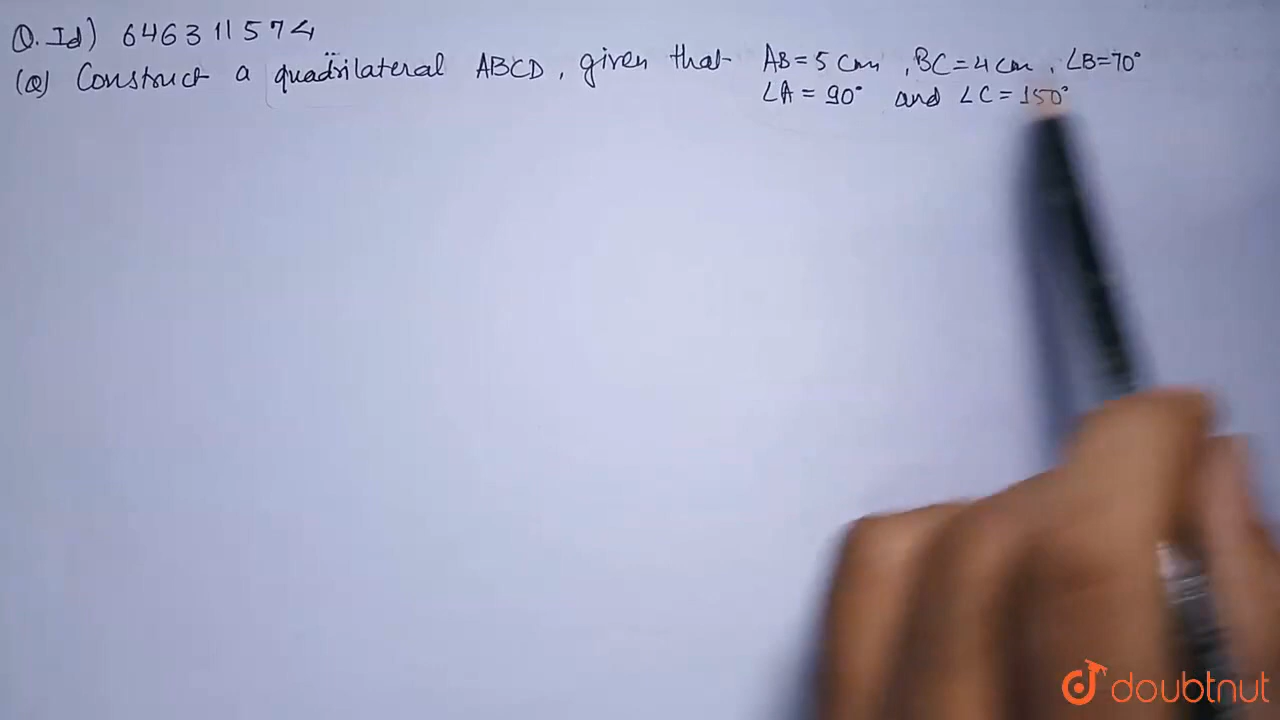 Q. Id) 646311574
(Q) Construct a quadrilateral ABCD, given that AB = 5 cm, BC = 4 cm, ∠B = 70°
∠A = 90° and ∠C = 150°
doubtnut